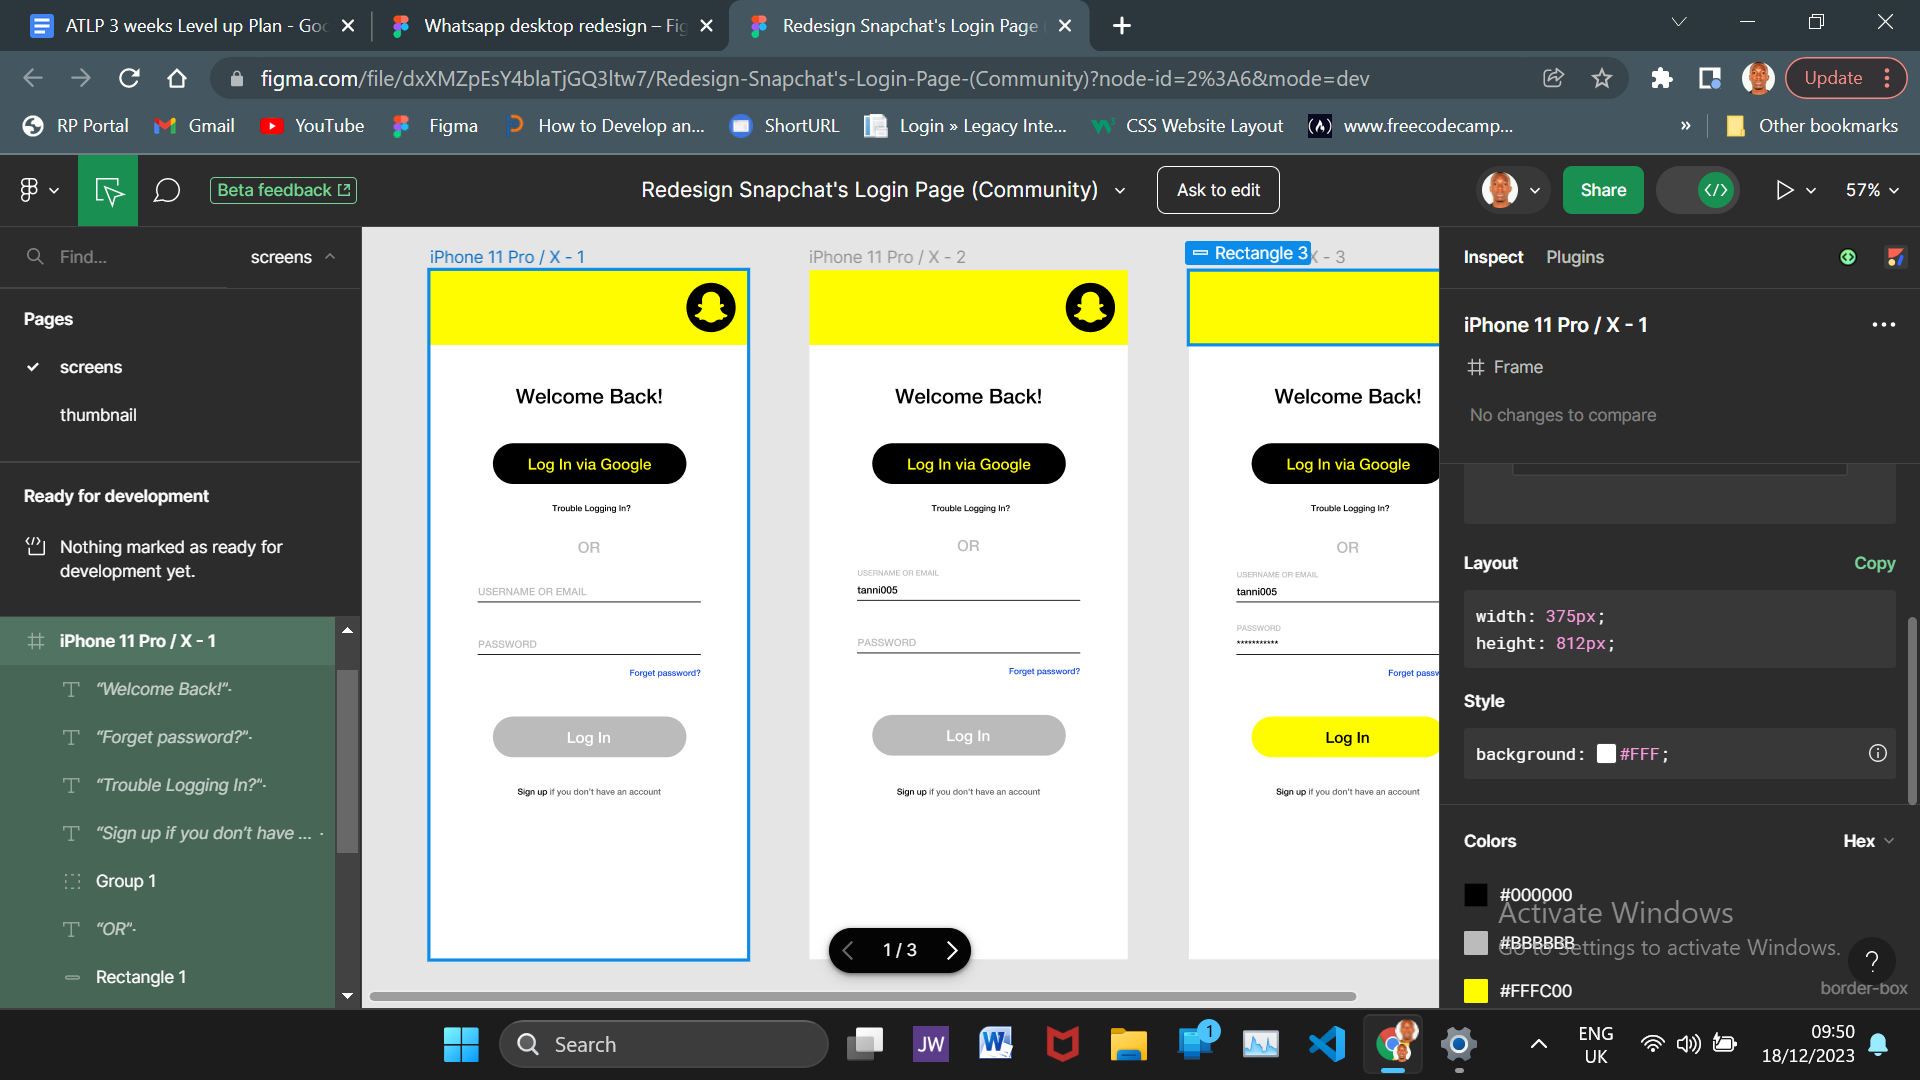 ATLP 3 weeks Level up Plan - Goo
Whatsapp desktop redesign – Fig
Redesign Snapchat's Login Page
figma.com/file/dxXMZpEsY4blaTjGQ3ltw7/Redesign-Snapchat's-Login-Page-(Community)?node-id=2%3A6&mode=dev
Update
RP Portal
Gmail
YouTube
Figma
How to Develop an...
ShortURL
Login » Legacy Inte...
CSS Website Layout
www.freecodecamp...
»
Other bookmarks
Beta feedback
Redesign Snapchat's Login Page (Community)
Ask to edit
Share
57%
Find...
screens
Pages
screens
thumbnail
Ready for development
Nothing marked as ready for
development yet.
iPhone 11 Pro / X - 1
“Welcome Back!”·
“Forget password?”·
“Trouble Logging In?”·
“Sign up if you don’t have ... ·
Group 1
“OR”·
Rectangle 1
iPhone 11 Pro / X - 1
Welcome Back!
Log In via Google
Trouble Logging In?
OR
USERNAME OR EMAIL
PASSWORD
Forget password?
Log In
Sign up if you don’t have an account
iPhone 11 Pro / X - 2
Welcome Back!
Log In via Google
Trouble Logging In?
OR
USERNAME OR EMAIL
tanni005
PASSWORD
Forget password?
Log In
Sign up if you don’t have an account
Rectangle 3
X - 3
Welcome Back!
Log In via Google
Trouble Logging In?
OR
USERNAME OR EMAIL
tanni005
PASSWORD
***********
Forget passw
Log In
Sign up if you don’t have an account
1 / 3
Inspect
Plugins
iPhone 11 Pro / X - 1
Frame
No changes to compare
Layout
Copy
width: 375px;
height: 812px;
Style
background: #FFF;
Colors
Hex
#000000
#BBBBBB
#FFFC00
Activate Windows
Go to Settings to activate Windows.
?
border-box
Search
JW
W
1
ENG
UK
09:50
18/12/2023